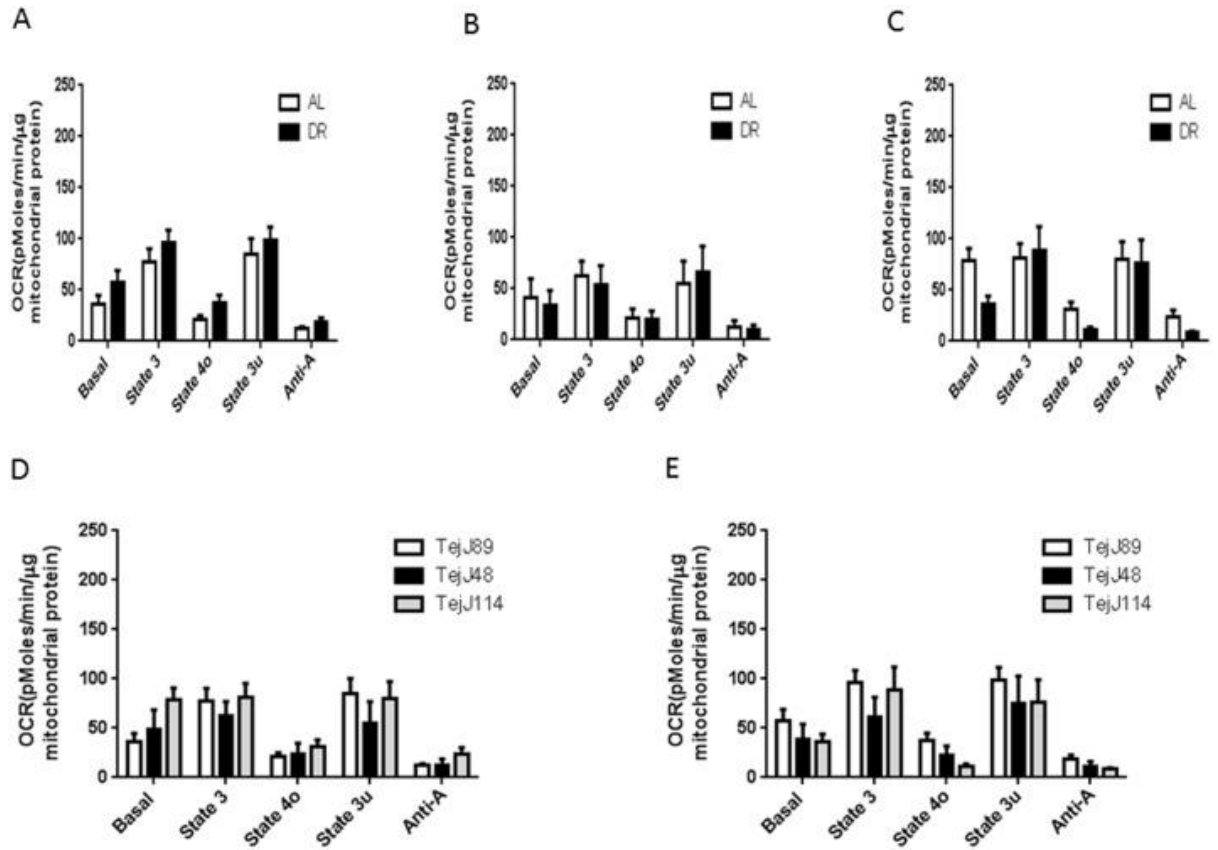 A
OCR(pMoles/min/µg
mitochondrial protein)
250
200
150
100
50
0
AL
DR
Basal
State 3
State 4o
State 3u
Anti-A
B
OCR(pMoles/min/µg
mitochondrial protein)
250
200
150
100
50
0
AL
DR
Basal
State 3
State 4o
State 3u
Anti-A
C
OCR(pMoles/min/µg
mitochondrial protein)
250
200
150
100
50
0
AL
DR
Basal
State 3
State 4o
State 3u
Anti-A
D
OCR(pMoles/min/µg
mitochondrial protein)
250
200
150
100
50
0
TejJ89
TejJ48
TejJ114
Basal
State 3
State 4o
State 3u
Anti-A
E
OCR(pMoles/min/µg
mitochondrial protein)
250
200
150
100
50
0
TejJ89
TejJ48
TejJ114
Basal
State 3
State 4o
State 3u
Anti-A